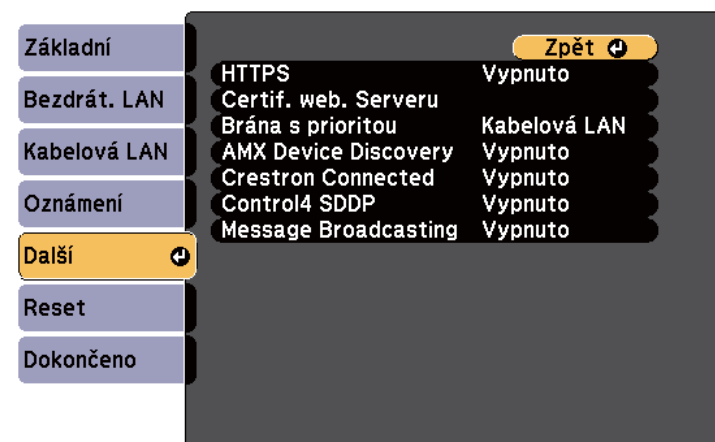 Základní
Bezdrát. LAN
Kabelová LAN
Oznámení
Další
Reset
Dokončeno
Zpět
HTTPS Vypnuto
Certif. web. Serveru
Brána s prioritou Kabelová LAN
AMX Device Discovery Vypnuto
Crestron Connected Vypnuto
Control4 SDDP Vypnuto
Message Broadcasting Vypnuto